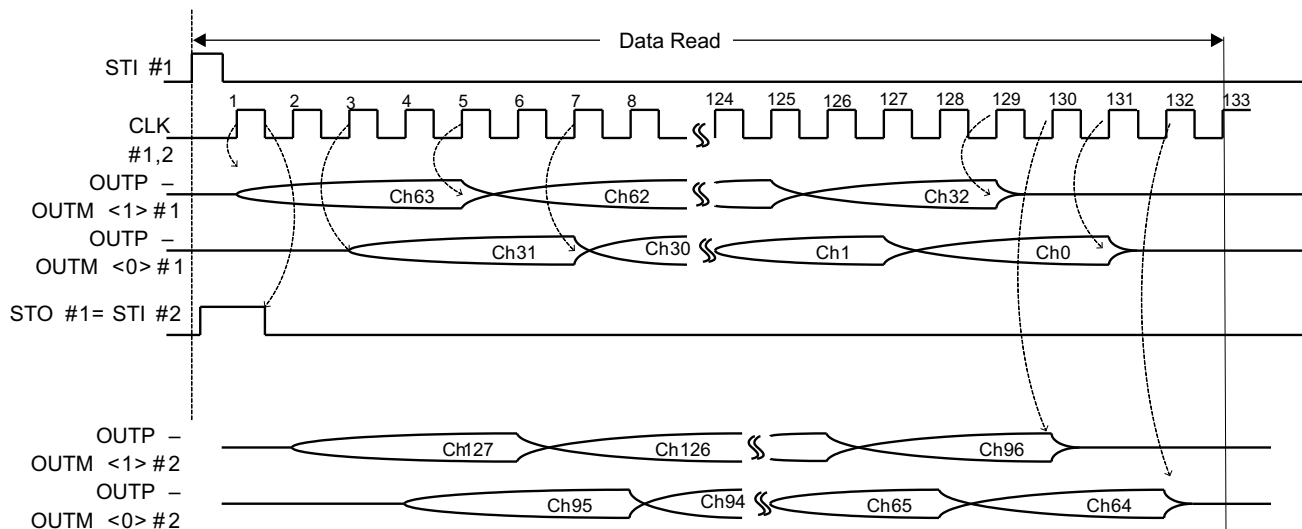 Data Read
STI #1
1 2 3 4 5 6 7 8 124 125 126 127 128 129 130 131 132 133
CLK
#1,2
OUTP –
OUTM <1> #1
Ch63 Ch62 Ch32
OUTP –
OUTM <0> #1
Ch31 Ch30 Ch1 Ch0
STO #1= STI #2
OUTP –
OUTM <1> #2
Ch127 Ch126 Ch96
OUTP –
OUTM <0> #2
Ch95 Ch94 Ch65 Ch64